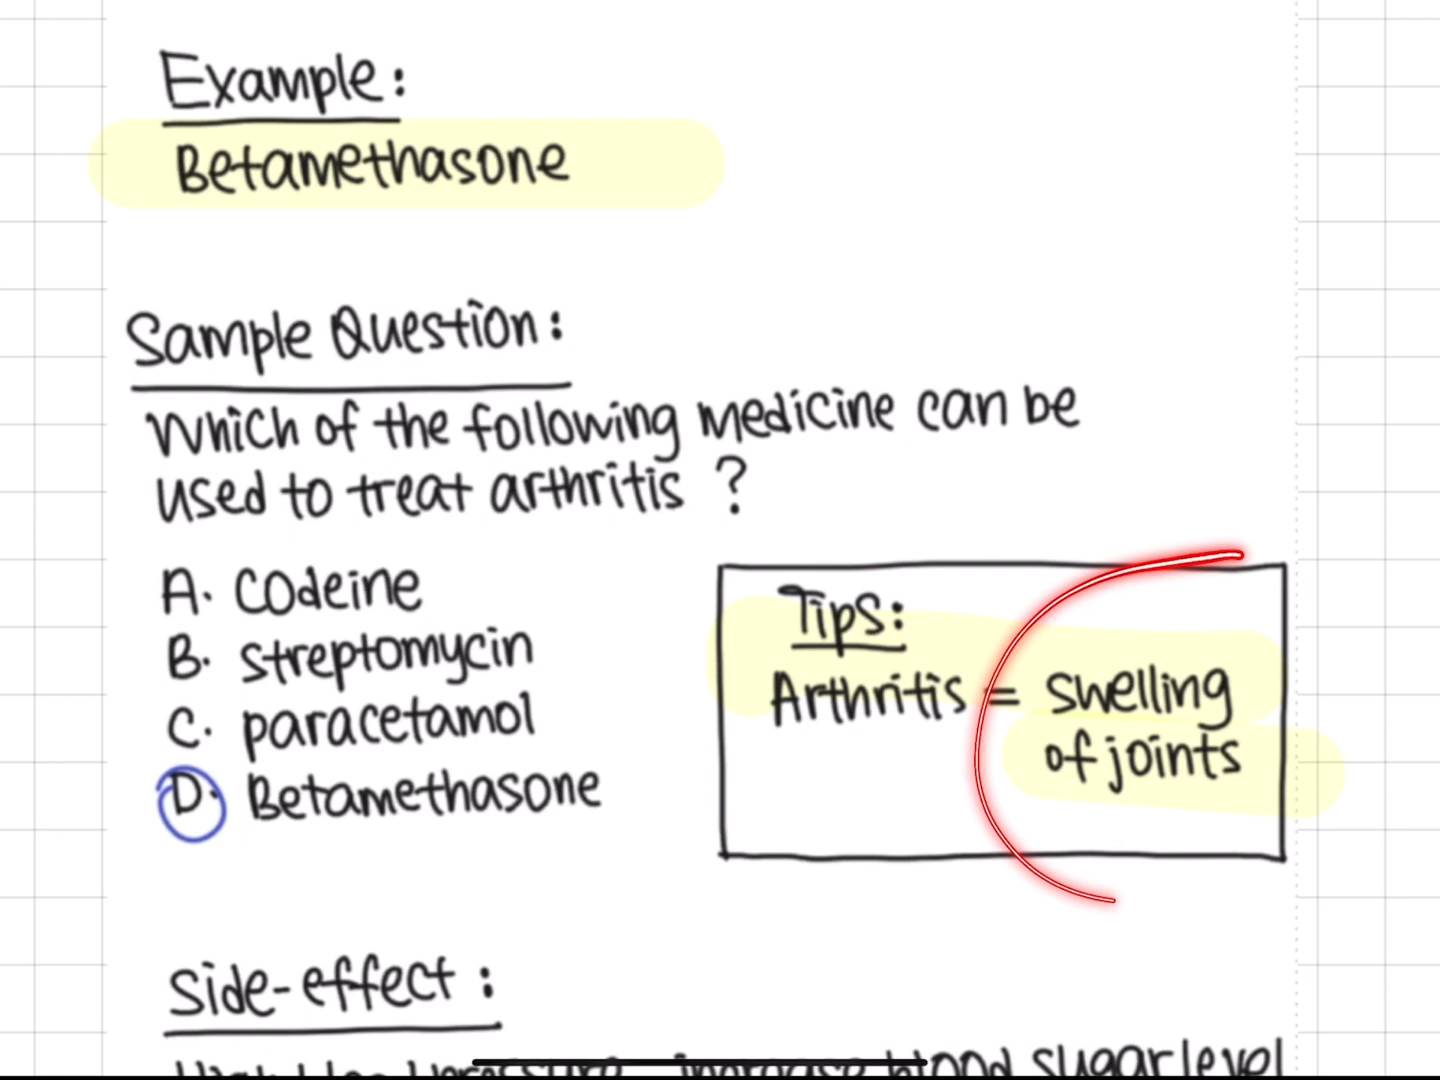 Example:
Betamethasone
Sample Question:
Which of the following medicine can be
used to treat arthritis ?
A. Codeine
B. streptomycin
C. paracetamol
D. Betamethasone
Tips:
Arthritis = swelling
of joints
Side-effect :
increase blood sugar level